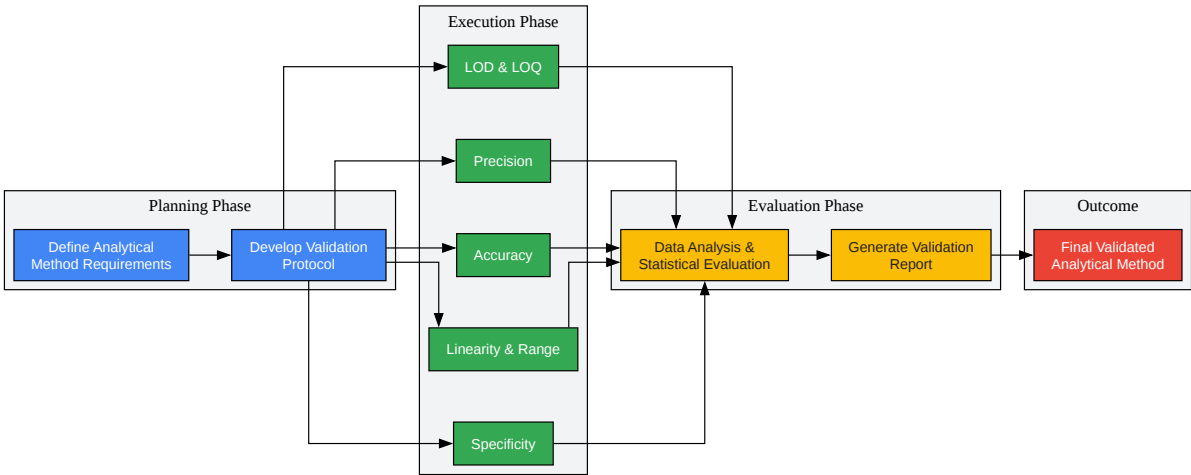 Execution Phase
LOD & LOQ
Precision
Planning Phase
Define Analytical
Method Requirements
Develop Validation
Protocol
Accuracy
Linearity & Range
Specificity
Evaluation Phase
Data Analysis &
Statistical Evaluation
Generate Validation
Report
Outcome
Final Validated
Analytical Method